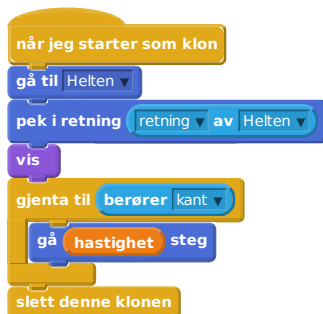 når jeg starter som klon
gå til Helten
pek i retning retning av Helten
vis
gjenta til berører kant
gå hastighet steg
slett denne klonen